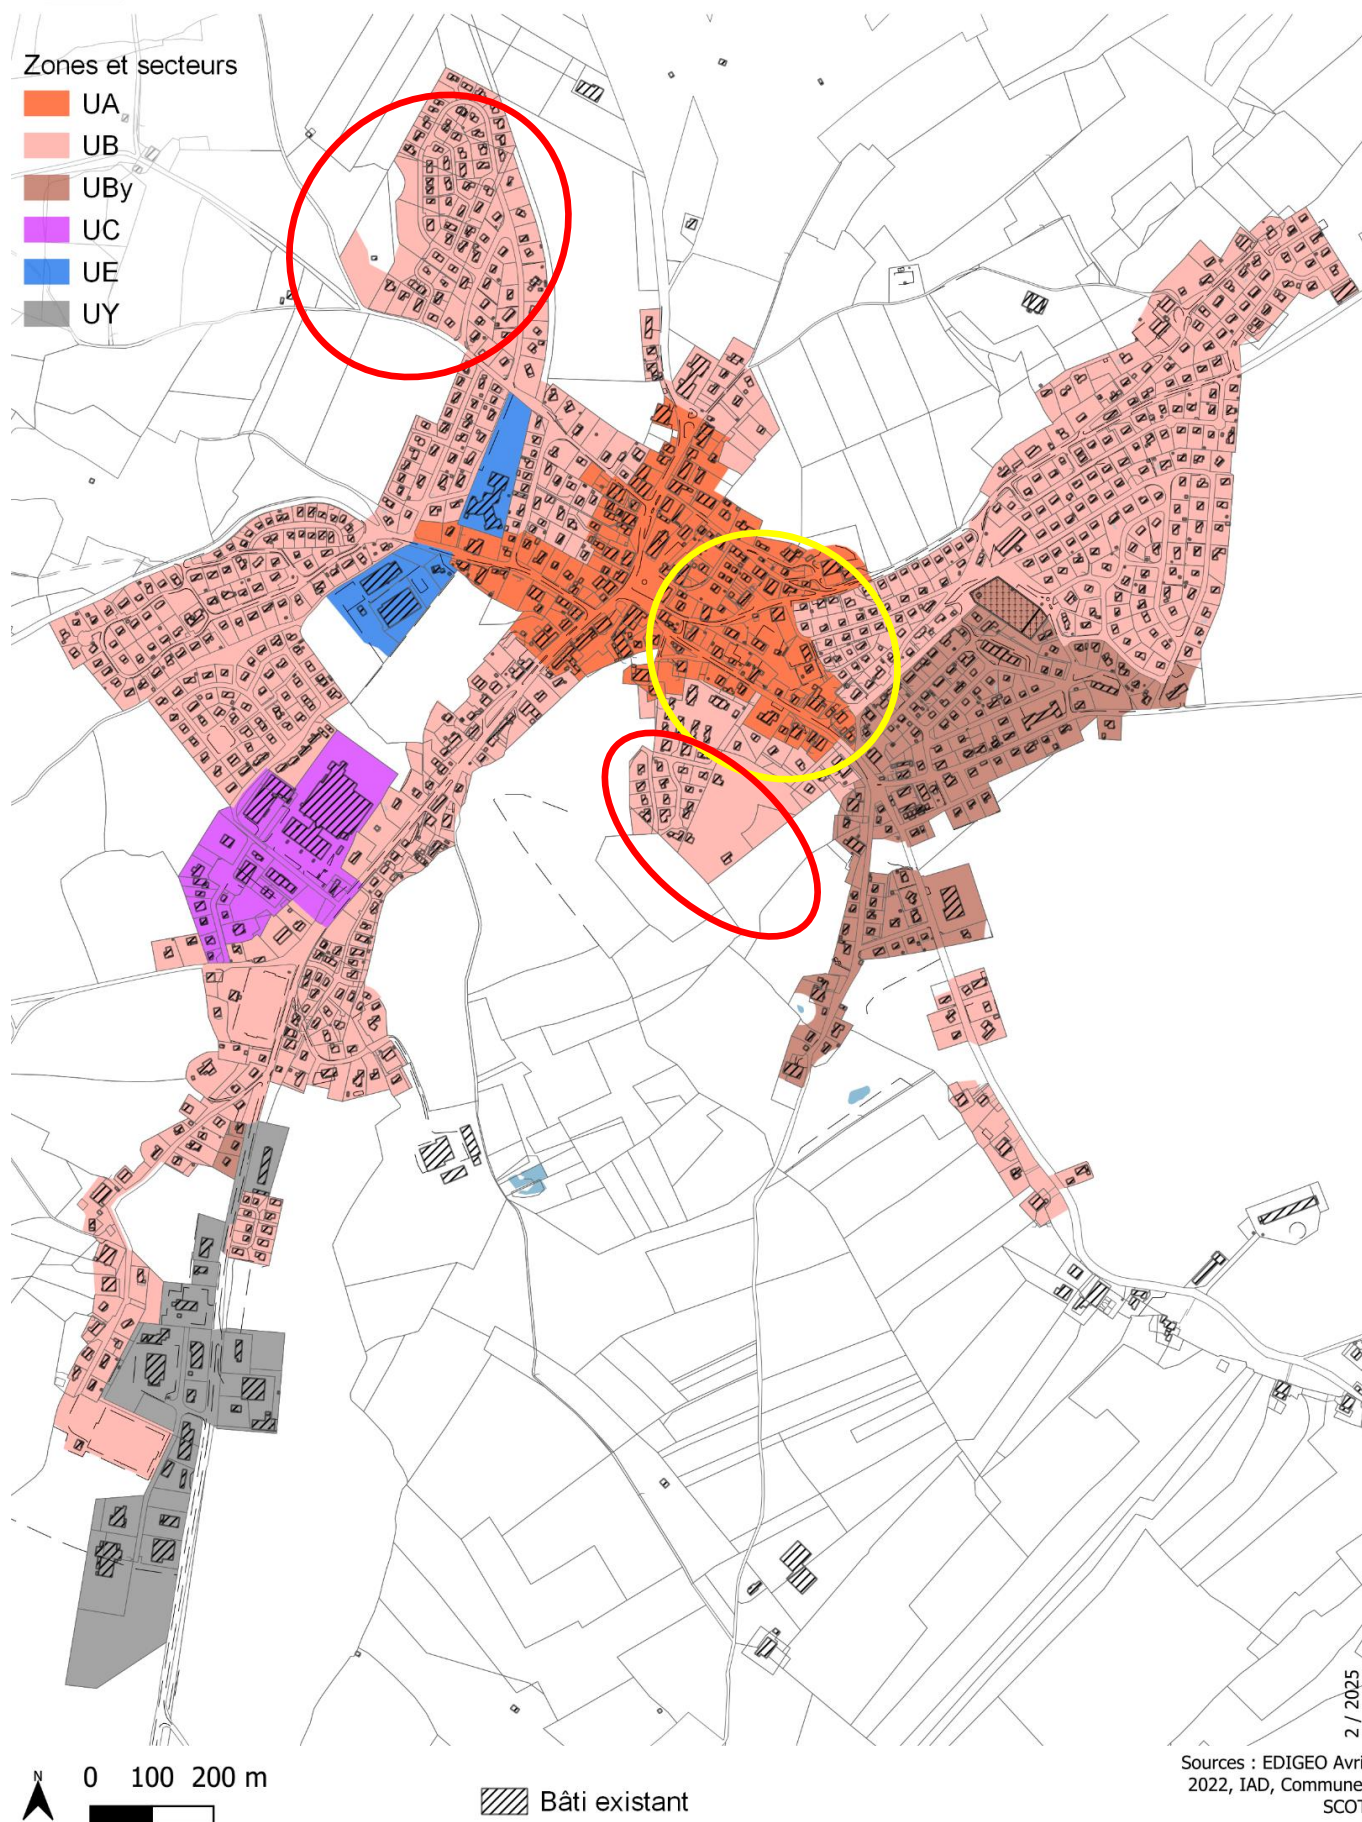 Zones et secteurs
UA
UB
UBy
UC
UE
UY
2 / 2025
Sources : EDIGEO Avri
2022, IAD, Commune
SCOT
N
0 100 200 m
Bâti existant